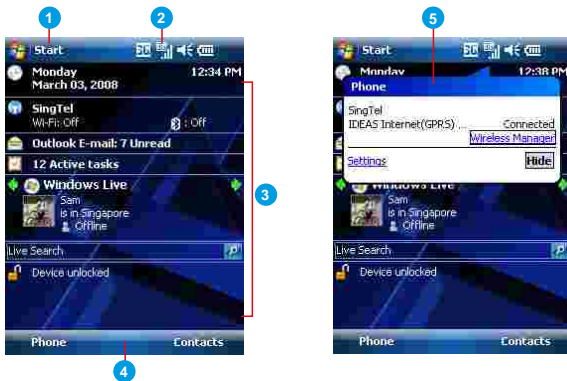 1
2
Start
Monday
March 03, 2008
12:34 PM
SingTel
Wi-Fi: Off
: Off
Outlook E-mail: 7 Unread
12 Active tasks
Windows Live
Sam
is in Singapore
Offline
Live Search
Device unlocked
Phone
Contacts
3
4
5
Start
Monday
12:38 PM
Phone
SingTel
IDEAS Internet(GPRS) ...
Connected
Wireless Manager
Settings
Hide
Windows Live
Sam
is in Singapore
Offline
Live Search
Device unlocked
Phone
Contacts